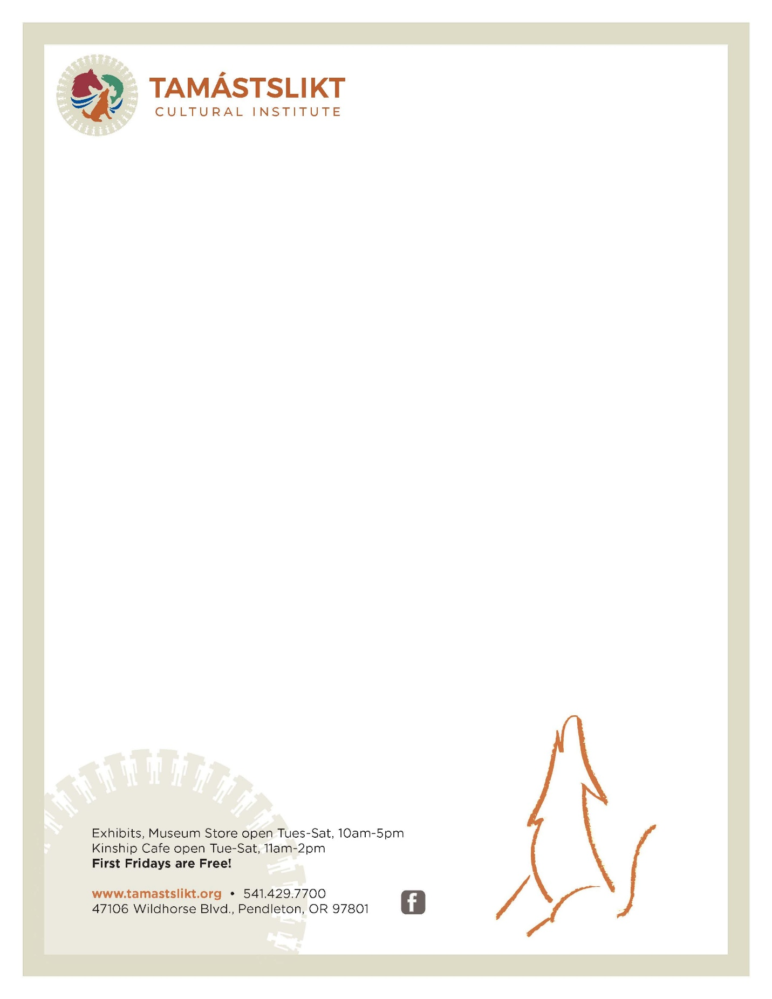 TAMÁSTSLIKT
CULTURAL INSTITUTE
Exhibits, Museum Store open Tues-Sat, 10am-5pm
Kinship Cafe open Tue-Sat, 11am-2pm
First Fridays are Free!
www.tamastslikt.org • 541.429.7700
47106 Wildhorse Blvd., Pendleton, OR 97801
f